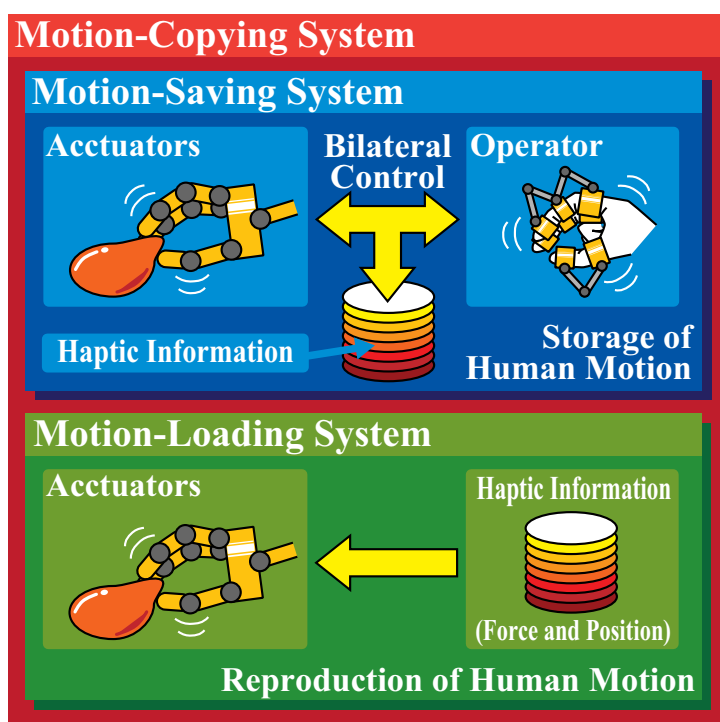 Motion-Copying System
Motion-Saving System
Acctuators
Bilateral
Control
Operator
Haptic Information
Storage of
Human Motion
Motion-Loading System
Acctuators
Haptic Information
(Force and Position)
Reproduction of Human Motion